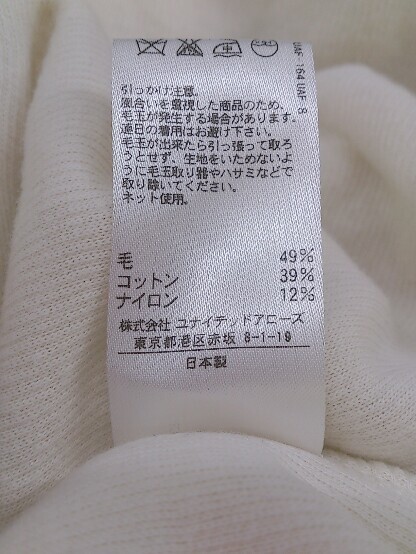 引っかけ注意。
風合いを重視した商品のため、
毛玉が発生する場合があります。
連日の着用はお避け下さい。
毛玉が出来たら引っ張って取ろ
うとせず、生地をいためないよ
うに毛玉取り器やハサミなどで
取り除いてください。
ネット使用。
毛 49%
コットン 39%
ナイロン 12%
株式会社 ユナイテッドアローズ
東京都港区赤坂 8-1-19
日本製